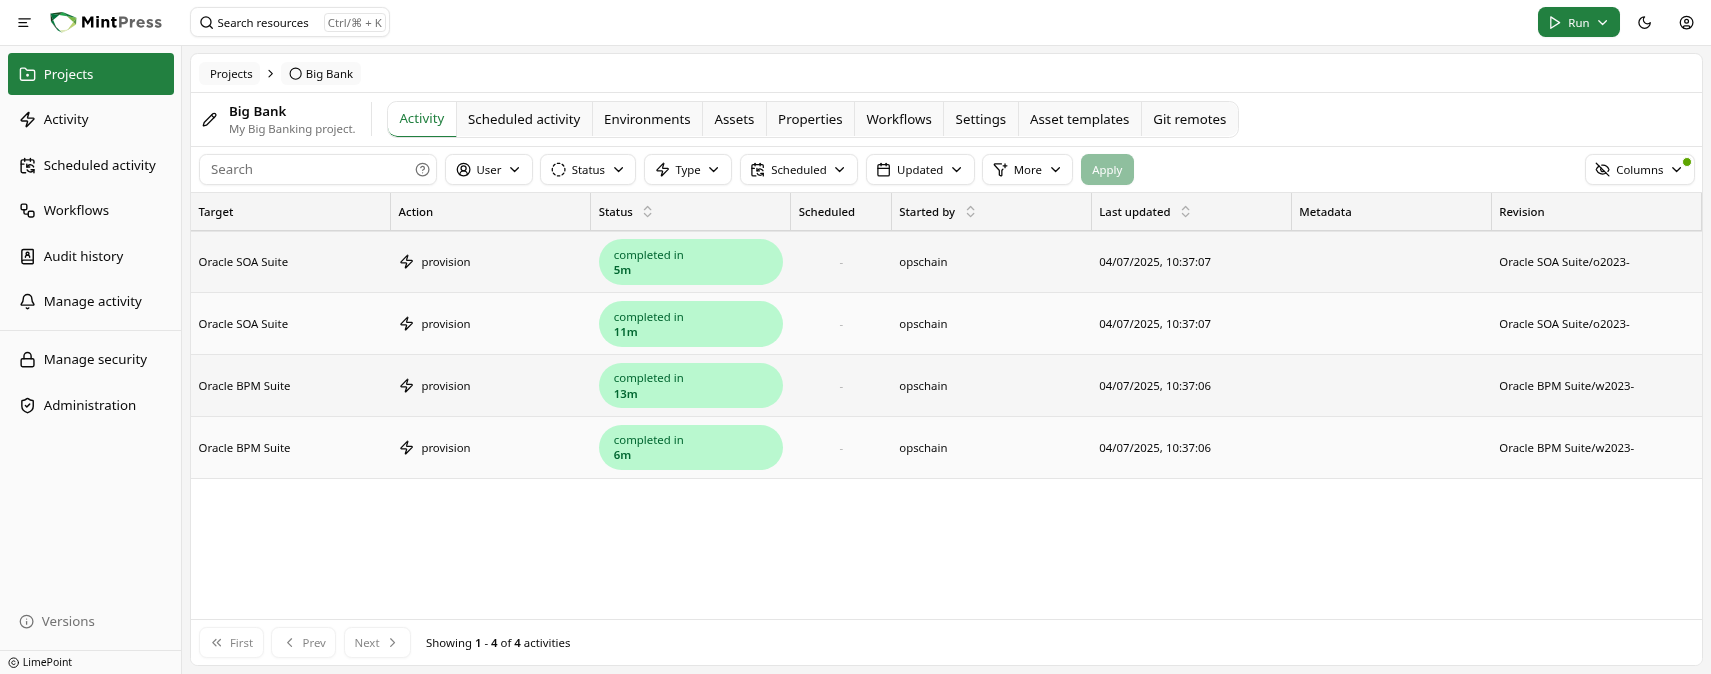 MintPress
Search resources Ctrl/⌘ + K
Run
Projects
Activity
Scheduled activity
Workflows
Audit history
Manage activity
Manage security
Administration
Versions
LimePoint
Projects Big Bank
Big Bank
My Big Banking project.
Activity Scheduled activity Environments Assets Properties Workflows Settings Asset templates Git remotes
Search User Status Type Scheduled Updated More Apply Columns
Target Action Status Scheduled Started by Last updated Metadata Revision
Oracle SOA Suite provision completed in 5m - opschain 04/07/2025, 10:37:07 Oracle SOA Suite/o2023-
Oracle SOA Suite provision completed in 11m - opschain 04/07/2025, 10:37:07 Oracle SOA Suite/o2023-
Oracle BPM Suite provision completed in 13m - opschain 04/07/2025, 10:37:06 Oracle BPM Suite/w2023-
Oracle BPM Suite provision completed in 6m - opschain 04/07/2025, 10:37:06 Oracle BPM Suite/w2023-
First Prev Next Showing 1 - 4 of 4 activities